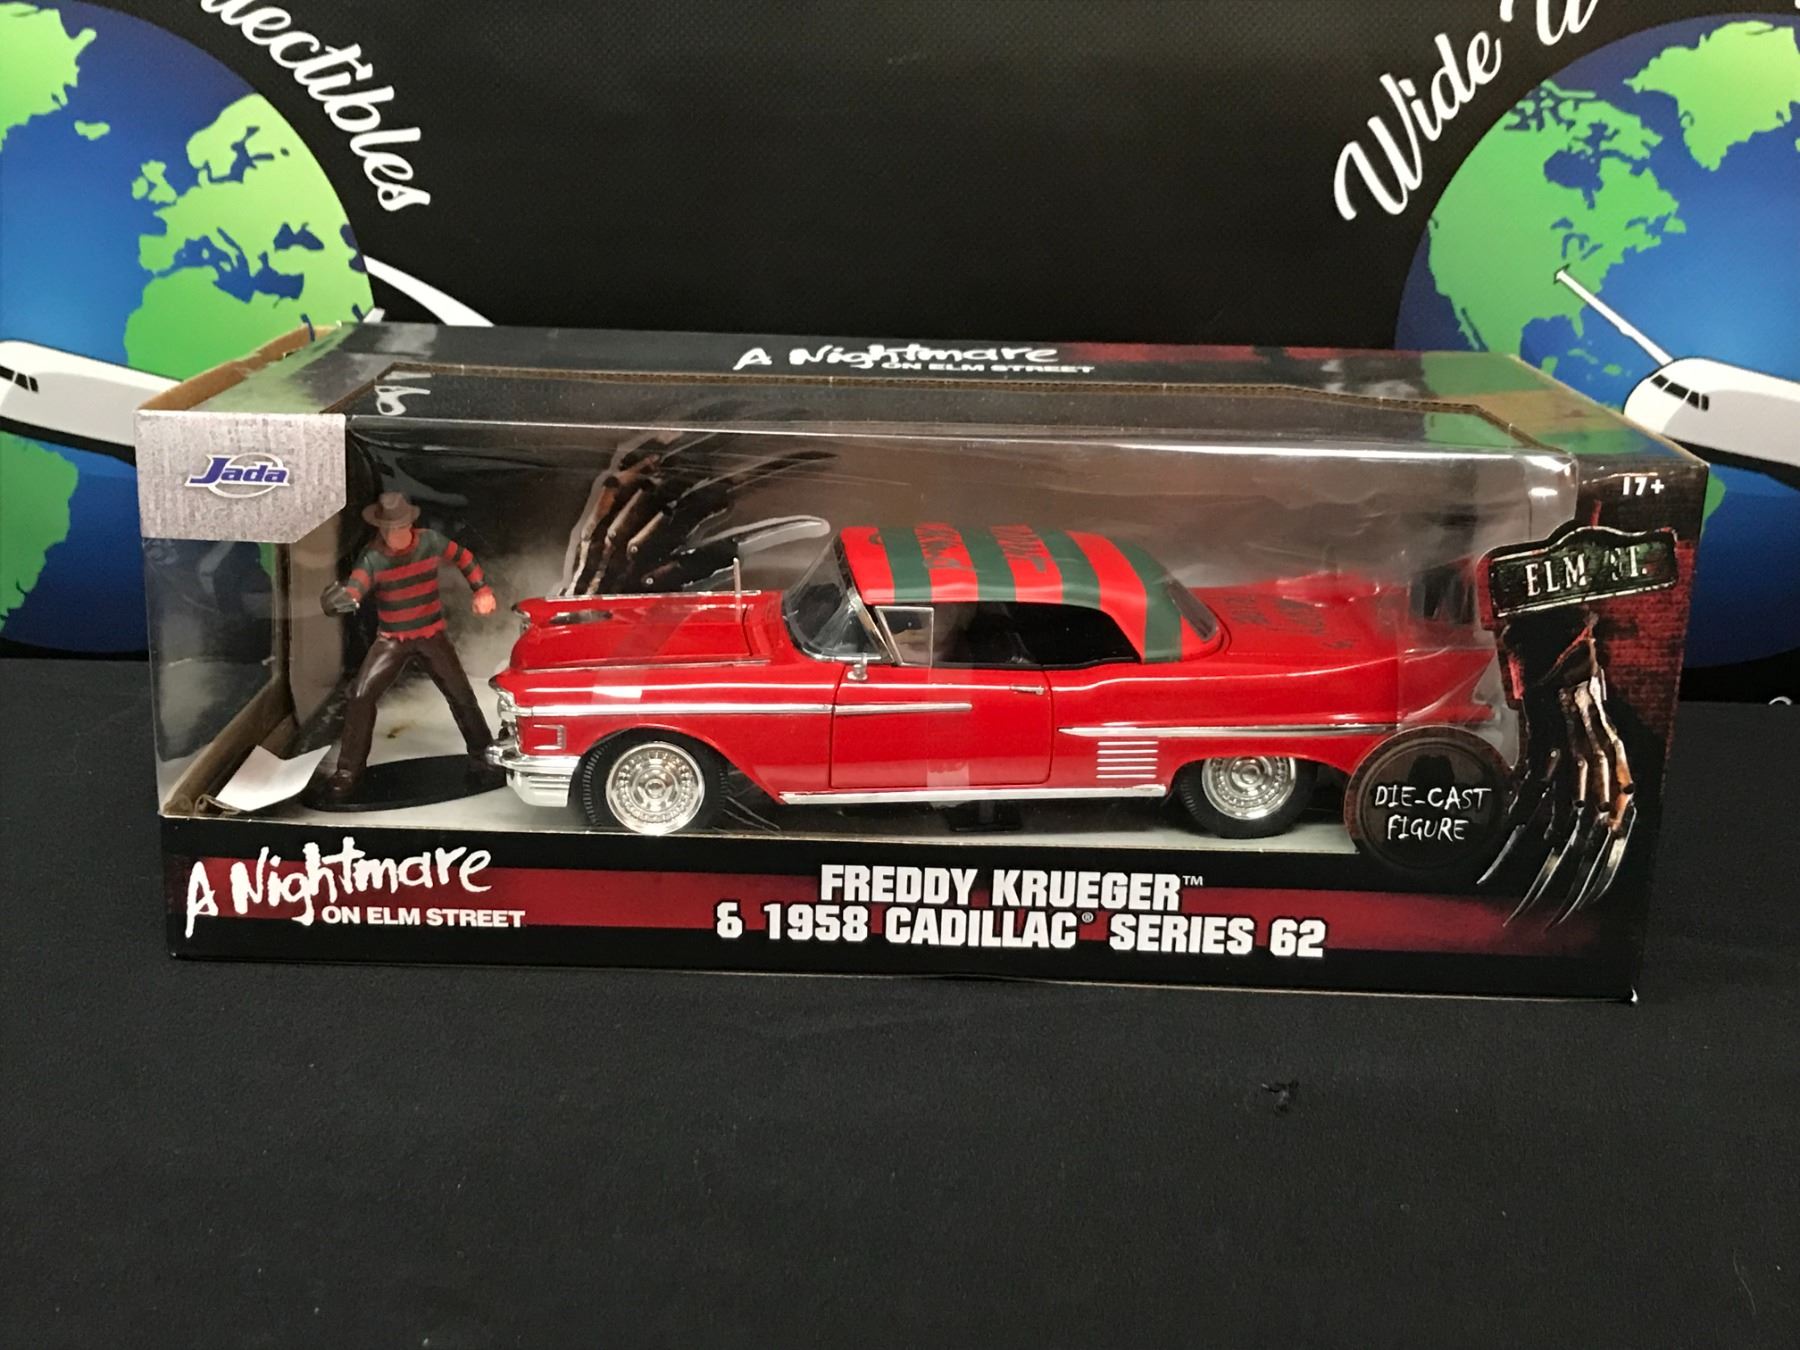 Collectibles
Wide
A Nightmare
ON ELM STREET
Jada
17+
ELM ST.
DIE-CAST
FIGURE
A Nightmare
ON ELM STREET
FREDDY KRUEGER™
& 1958 CADILLAC® SERIES 62